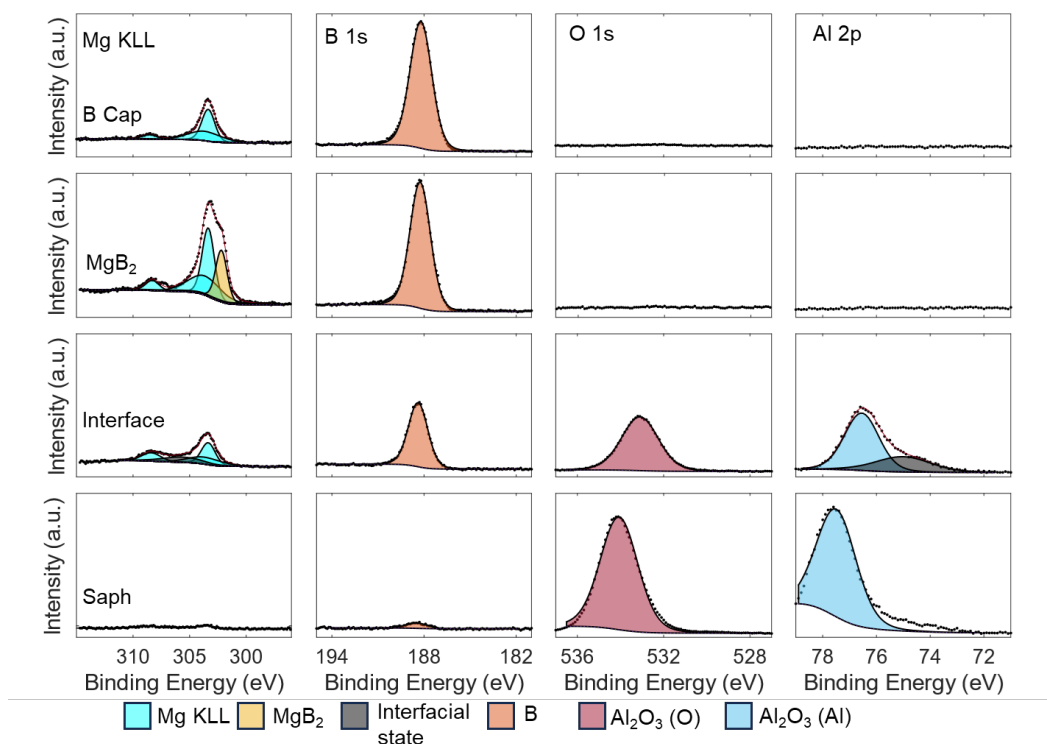 Mg KLL
B 1s
O 1s
Al 2p
Intensity (a.u.)
B Cap
Intensity (a.u.)
MgB₂
Intensity (a.u.)
Interface
Intensity (a.u.)
Saph
310 305 300
194 188 182
536 532 528
78 76 74 72
Binding Energy (eV)
Binding Energy (eV)
Binding Energy (eV)
Binding Energy (eV)
Mg KLL
MgB₂
Interfacial
state
B
Al₂O₃ (O)
Al₂O₃ (Al)